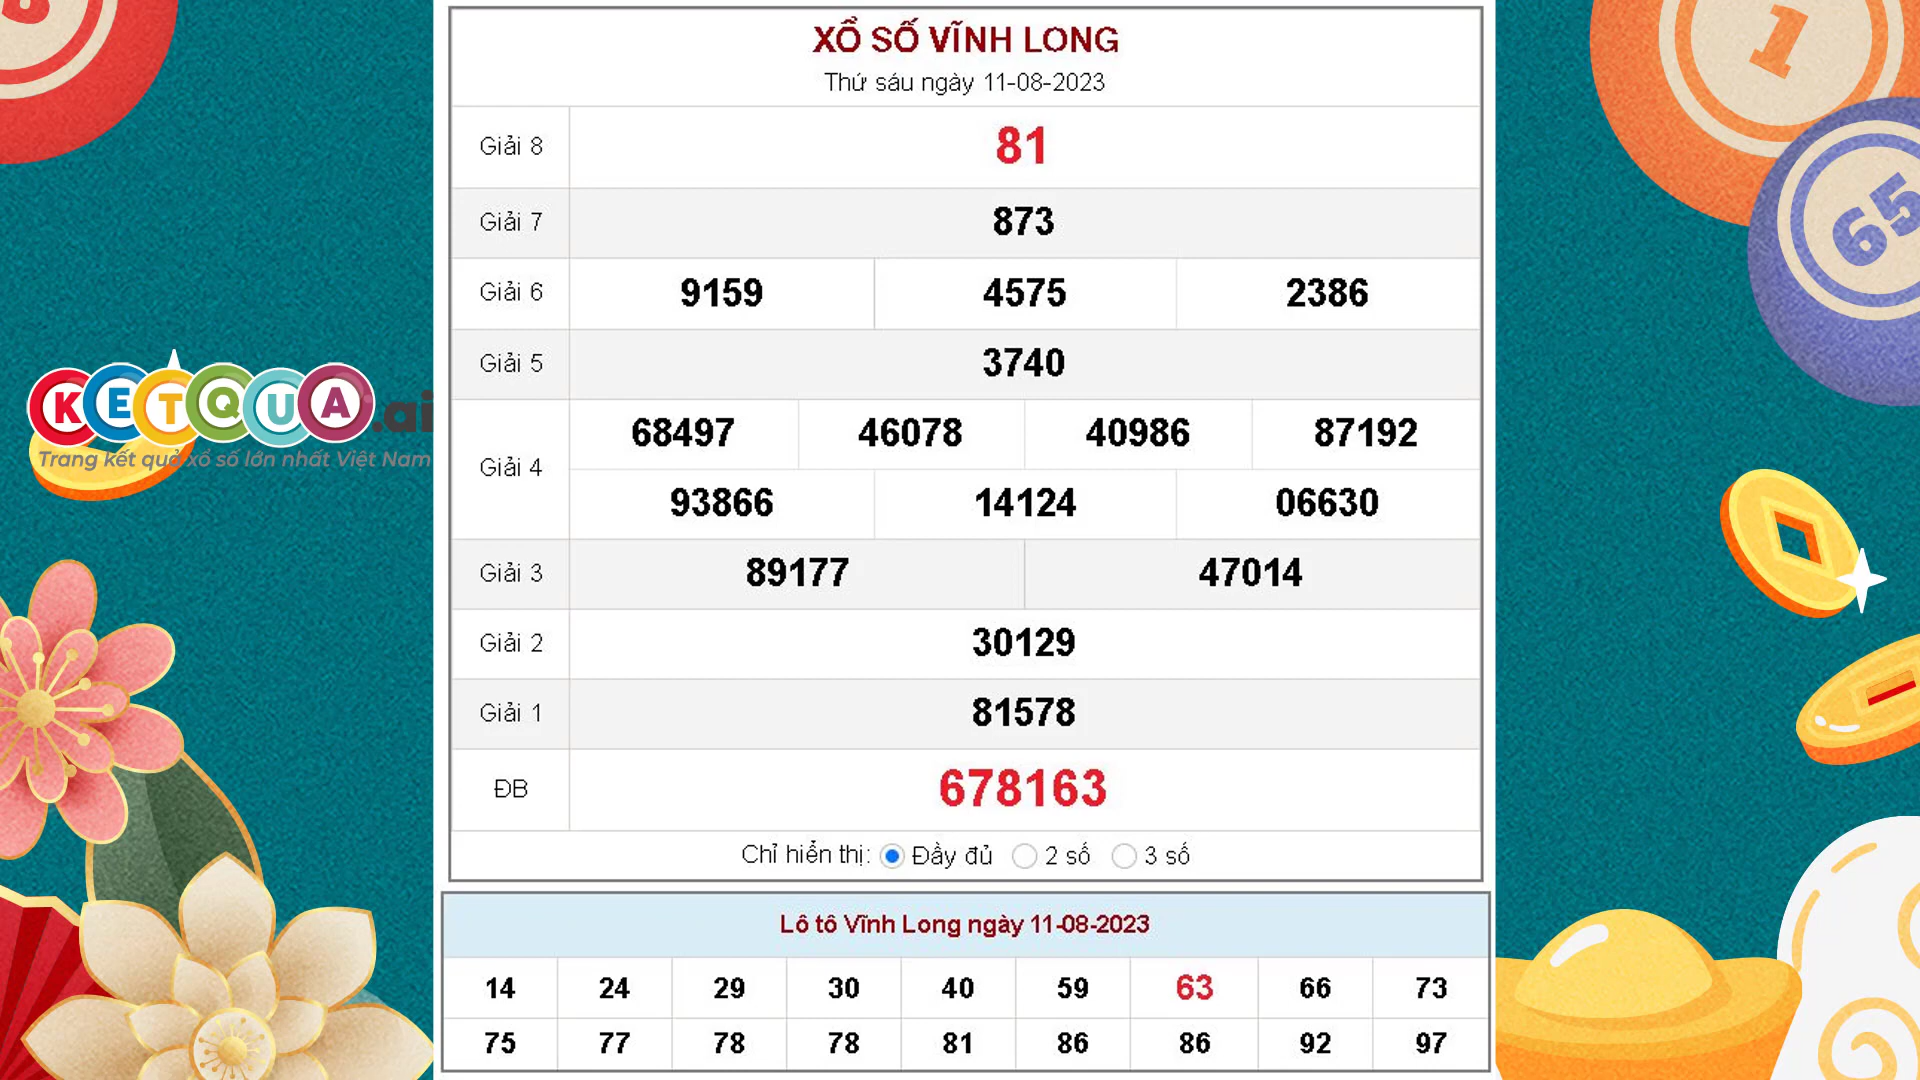 XỔ SỐ VĨNH LONG
Thứ sáu ngày 11-08-2023
Giải 8 81
Giải 7 873
Giải 6 9159 4575 2386
Giải 5 3740
Giải 4 68497 46078 40986 87192
93866 14124 06630
Giải 3 89177 47014
Giải 2 30129
Giải 1 81578
ĐB 678163
Chỉ hiển thị: Đầy đủ 2 số 3 số
Lô tô Vĩnh Long ngày 11-08-2023
14 24 29 30 40 59 63 66 73
75 77 78 78 81 86 86 92 97
KETQUA.ai
Trang kết quả xổ số lớn nhất Việt Nam
1
65